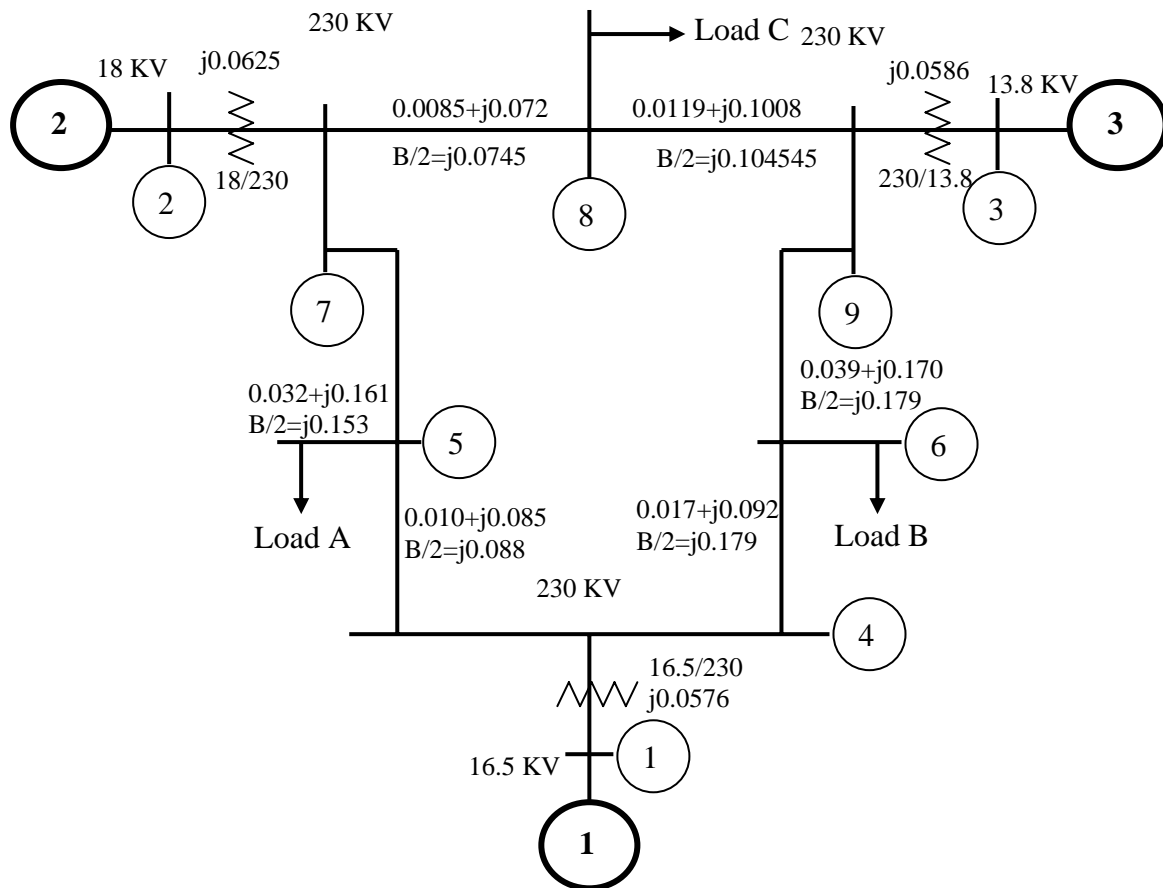 230 KV
Load C
230 KV
18 KV
j0.0625
j0.0586
13.8 KV
2
0.0085+j0.072
0.0119+j0.1008
3
B/2=j0.0745
B/2=j0.104545
18/230
230/13.8
2
8
3
7
9
0.032+j0.161
B/2=j0.153
0.039+j0.170
B/2=j0.179
5
6
0.010+j0.085
B/2=j0.088
0.017+j0.092
B/2=j0.179
Load A
Load B
230 KV
4
16.5/230
j0.0576
16.5 KV
1
1